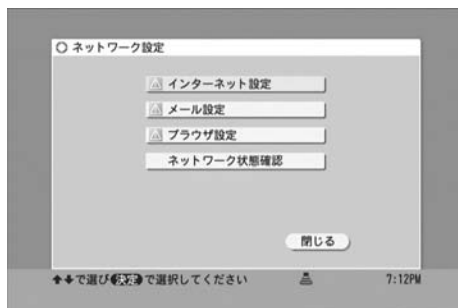 ネットワーク設定
インターネット設定
メール設定
ブラウザ設定
ネットワーク状態確認
閉じる
↑↓で選び決定で選択してください 7:12PM